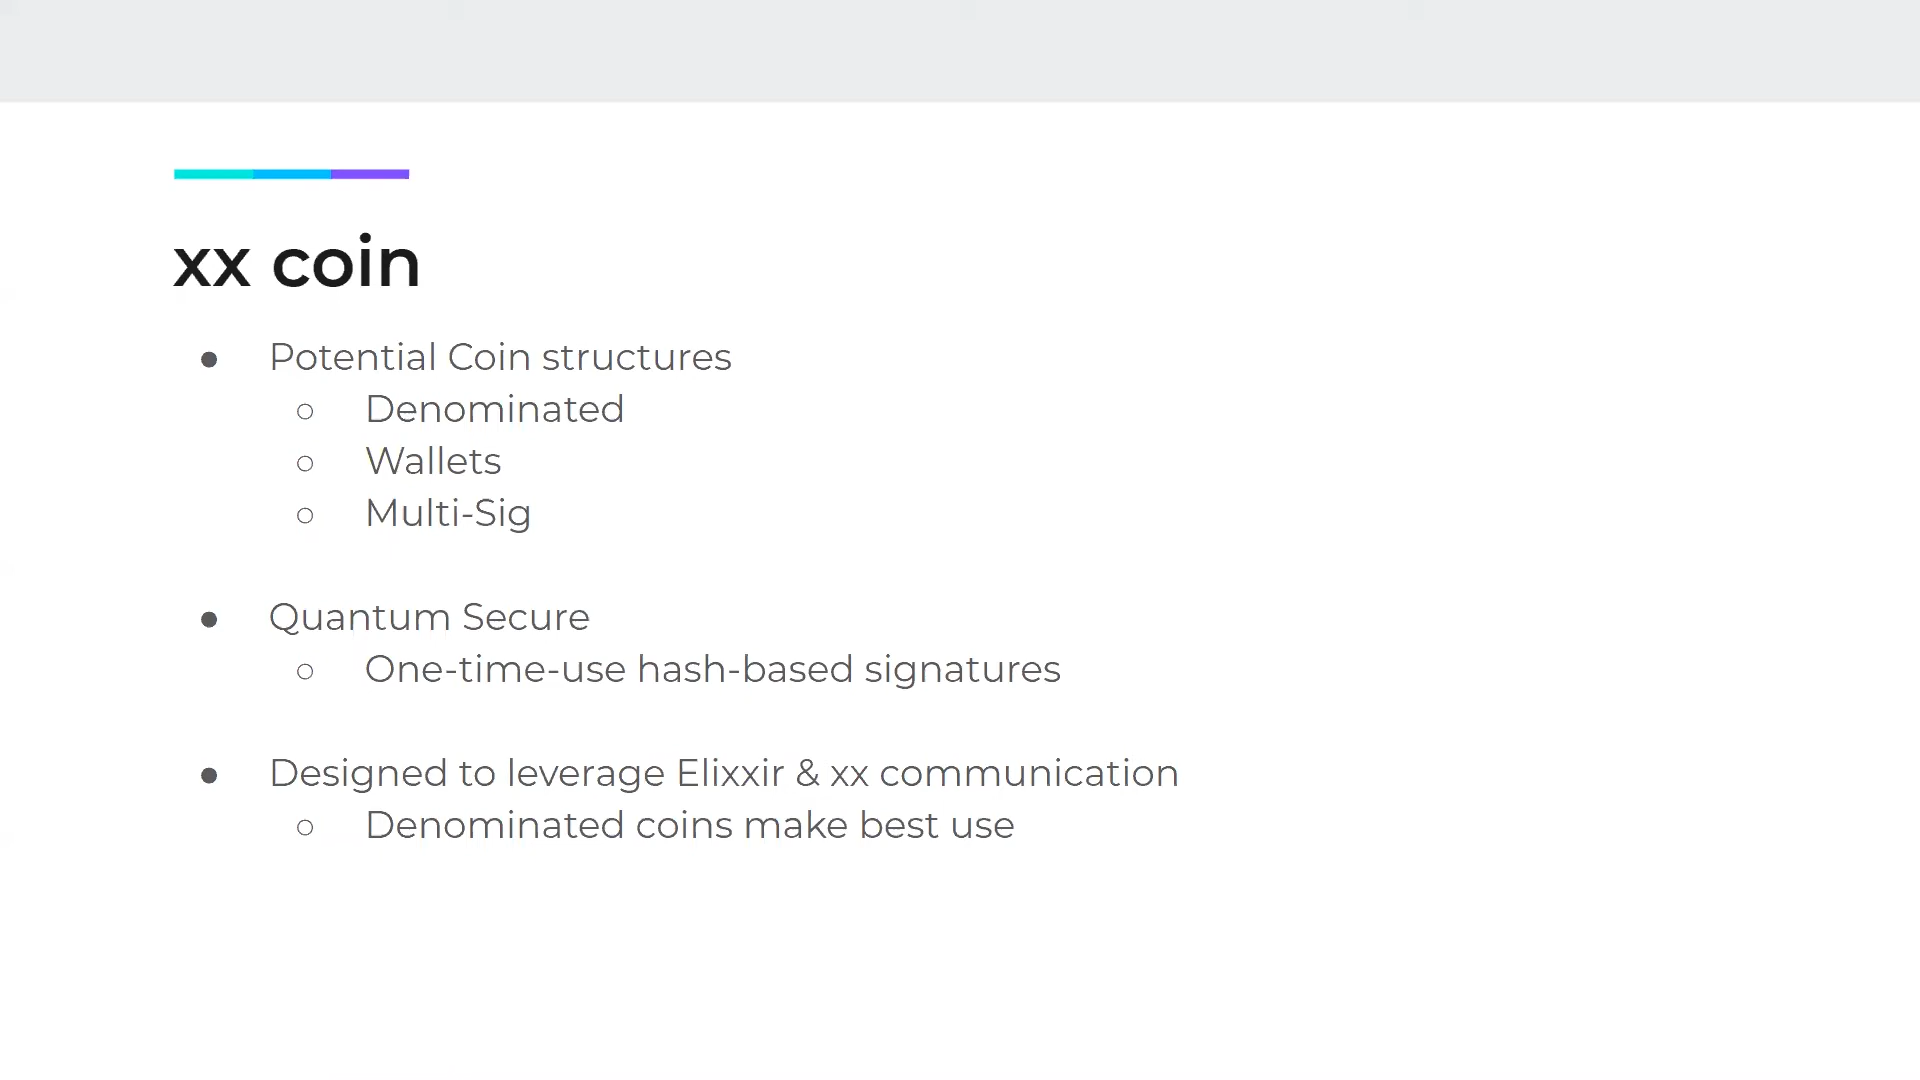 xx coin
● Potential Coin structures
○ Denominated
○ Wallets
○ Multi-Sig
● Quantum Secure
○ One-time-use hash-based signatures
● Designed to leverage Elixxir & xx communication
○ Denominated coins make best use